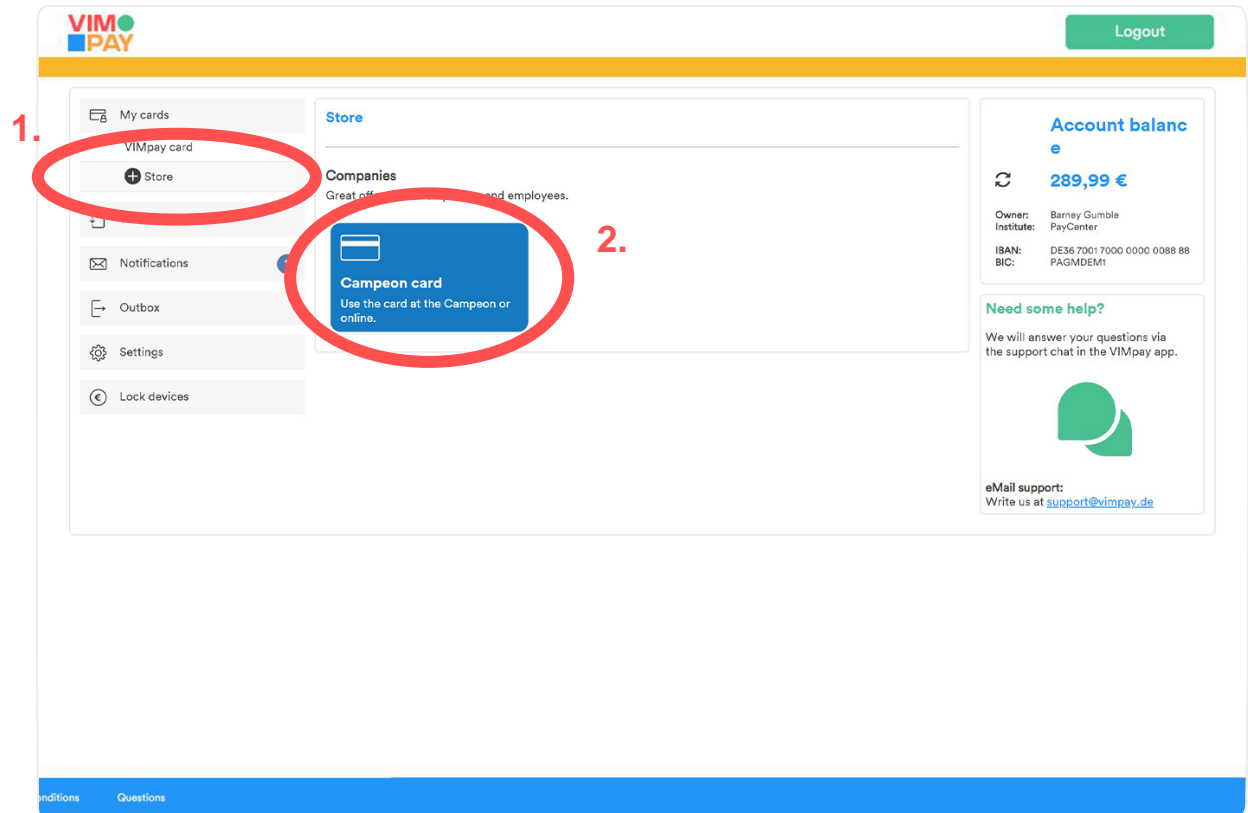 VIM
PAY
Logout
1.
My cards
VIMpay card
Store
Notifications
Outbox
Settings
Lock devices
Store
Companies
Great and employees.
2.
Campeon card
Use the card at the Campeon or
online.
Account balanc
e
289,99 €
Owner: Barney Gumble
Institute: PayCenter
IBAN: DE36 7001 7000 0000 0088 88
BIC: PAGMDEM1
Need some help?
We will answer your questions via
the support chat in the VIMpay app.
eMail support:
Write us at support@vimpay.de
onditions Questions